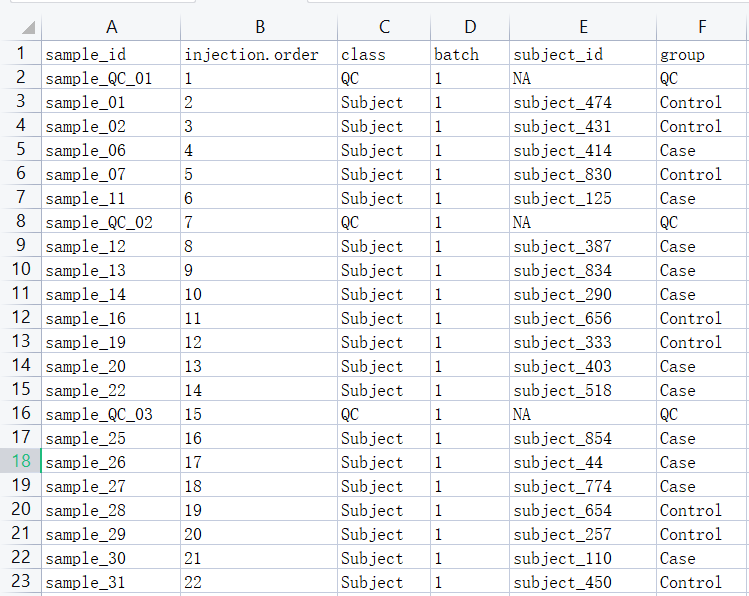 A B C D E F
1 sample_id injection.order class batch subject_id group
2 sample_QC_01 1 QC 1 NA QC
3 sample_01 2 Subject 1 subject_474 Control
4 sample_02 3 Subject 1 subject_431 Control
5 sample_06 4 Subject 1 subject_414 Case
6 sample_07 5 Subject 1 subject_830 Control
7 sample_11 6 Subject 1 subject_125 Case
8 sample_QC_02 7 QC 1 NA QC
9 sample_12 8 Subject 1 subject_387 Case
10 sample_13 9 Subject 1 subject_834 Case
11 sample_14 10 Subject 1 subject_290 Case
12 sample_16 11 Subject 1 subject_656 Control
13 sample_19 12 Subject 1 subject_333 Control
14 sample_20 13 Subject 1 subject_403 Case
15 sample_22 14 Subject 1 subject_518 Case
16 sample_QC_03 15 QC 1 NA QC
17 sample_25 16 Subject 1 subject_854 Case
18 sample_26 17 Subject 1 subject_44 Case
19 sample_27 18 Subject 1 subject_774 Case
20 sample_28 19 Subject 1 subject_654 Control
21 sample_29 20 Subject 1 subject_257 Control
22 sample_30 21 Subject 1 subject_110 Case
23 sample_31 22 Subject 1 subject_450 Control